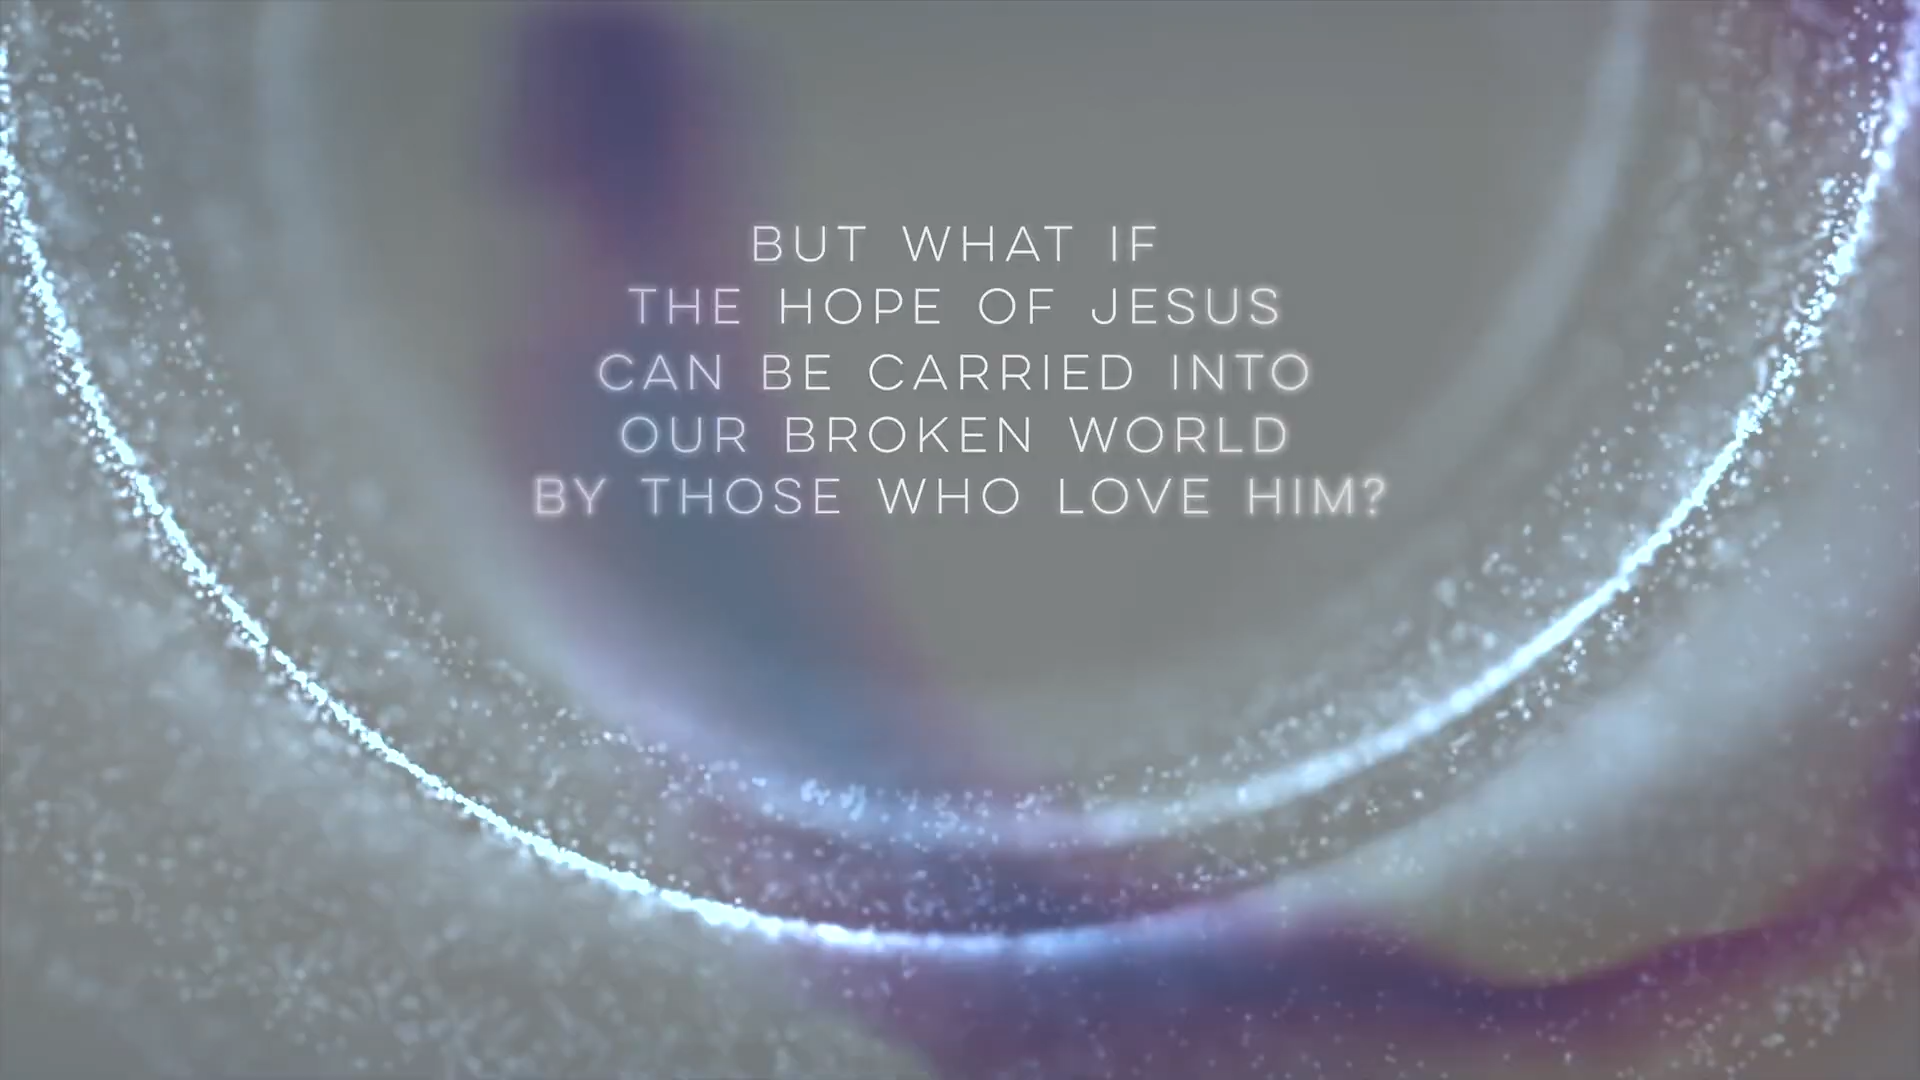 BUT WHAT IF
THE HOPE OF JESUS
CAN BE CARRIED INTO
OUR BROKEN WORLD
BY THOSE WHO LOVE HIM?